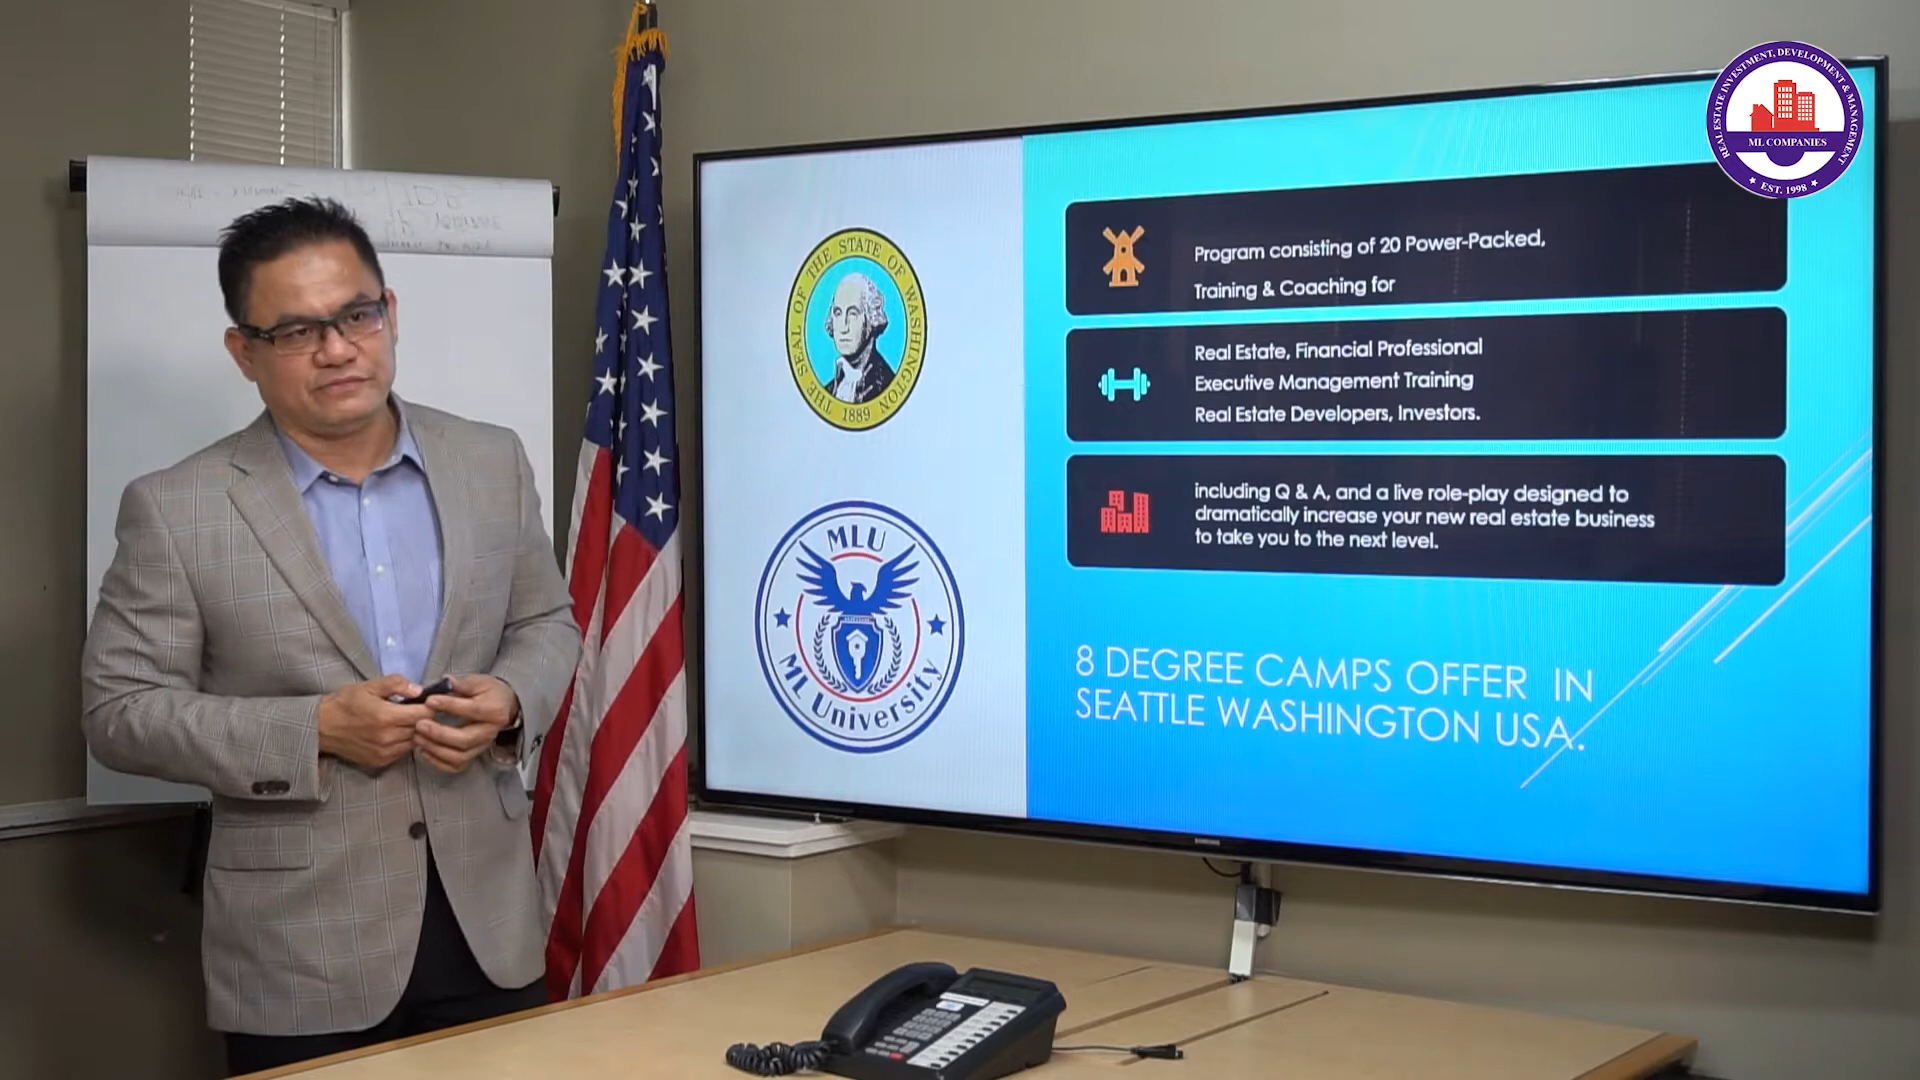 REAL ESTATE INVESTMENT, DEVELOPMENT & MANAGEMENT
ML COMPANIES
★ EST. 1998 ★
THE SEAL OF THE STATE OF WASHINGTON
1889
MLU
ML University
Program consisting of 20 Power-Packed,
Training & Coaching for
Real Estate, Financial Professional
Executive Management Training
Real Estate Developers, Investors.
including Q & A, and a live role-play designed to
dramatically increase your new real estate business
to take you to the next level.
8 DEGREE CAMPS OFFER IN
SEATTLE WASHINGTON USA.
SAMSUNG